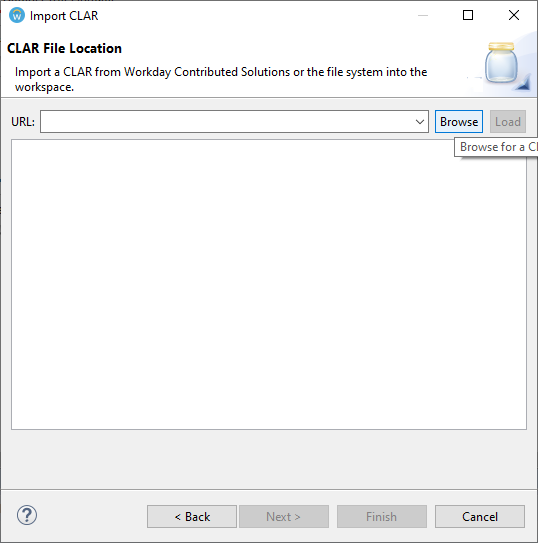 Import CLAR
CLAR File Location
Import a CLAR from Workday Contributed Solutions or the file system into the
workspace.
URL:
Browse
Load
Browse for a Cl
< Back
Next >
Finish
Cancel